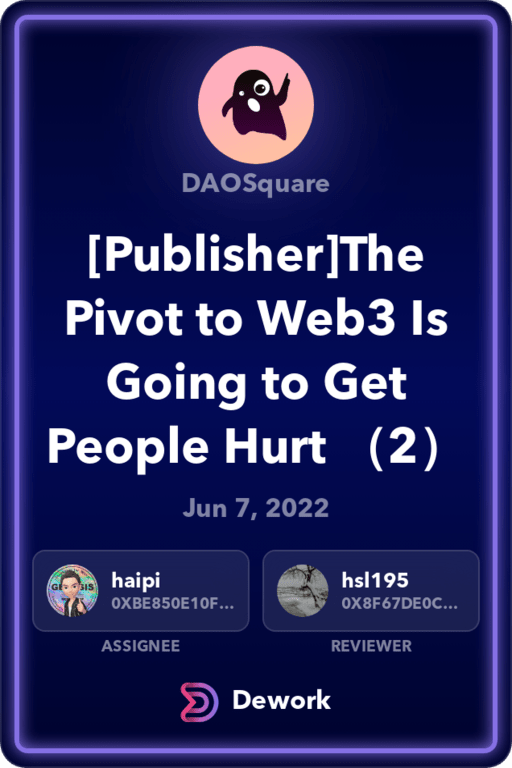 DAOSquare
[Publisher]The
Pivot to Web3 Is
Going to Get
People Hurt （2）
Jun 7, 2022
haipi
0XBE850E10F...
ASSIGNEE
hsl195
0X8F67DE0C...
REVIEWER
Dework